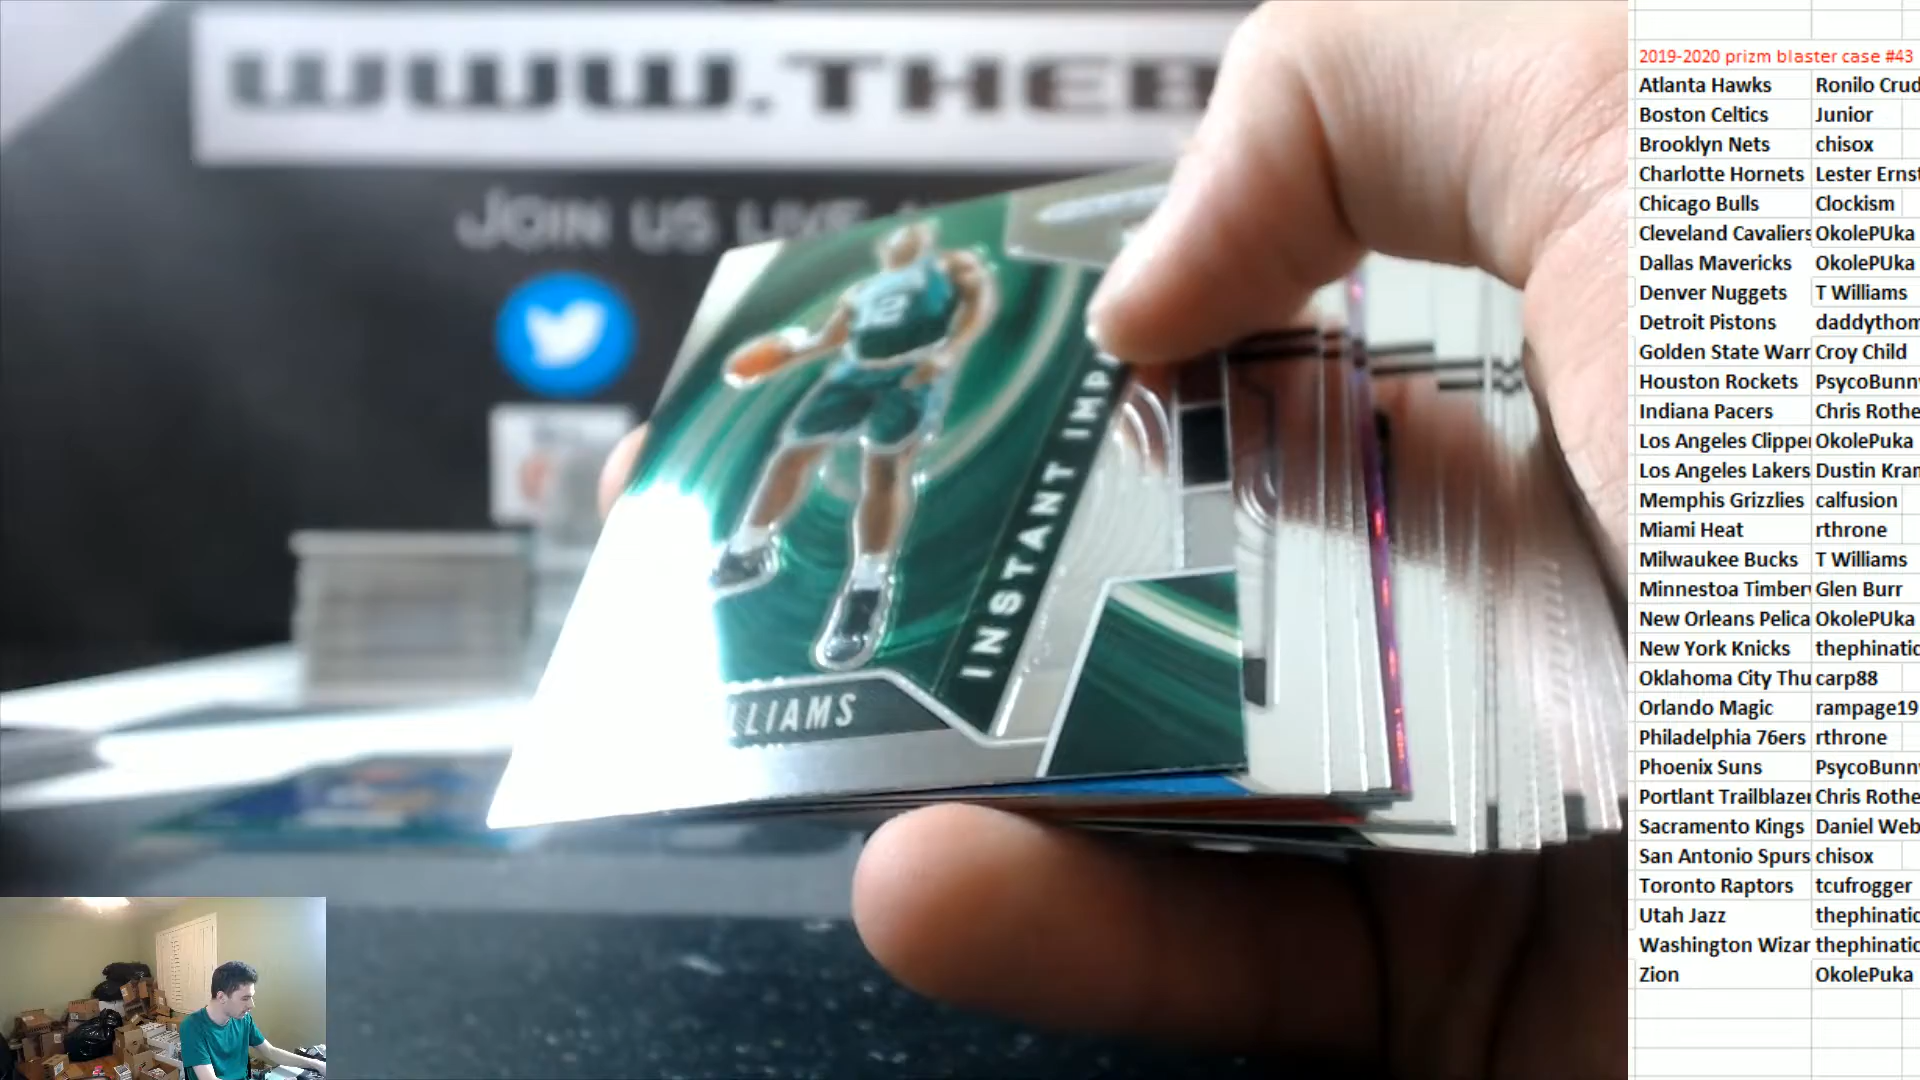 WWW.THEB
JOIN US LIVE
12
INSTANT IMP
LLIAMS
2019-2020 prizm blaster case #43
Atlanta Hawks Ronilo Crud
Boston Celtics Junior
Brooklyn Nets chisox
Charlotte Hornets Lester Ernst
Chicago Bulls Clockism
Cleveland Cavaliers OkolePUka
Dallas Mavericks OkolePUka
Denver Nuggets T Williams
Detroit Pistons daddythom
Golden State Warr Croy Child
Houston Rockets PsycoBunny
Indiana Pacers Chris Rothe
Los Angeles Clipper OkolePuka
Los Angeles Lakers Dustin Kran
Memphis Grizzlies calfusion
Miami Heat rthrone
Milwaukee Bucks T Williams
Minnestoa Timberv Glen Burr
New Orleans Pelica OkolePUka
New York Knicks thephinatic
Oklahoma City Thu carp88
Orlando Magic rampage19
Philadelphia 76ers rthrone
Phoenix Suns PsycoBunny
Portlant Trailblazer Chris Rothe
Sacramento Kings Daniel Web
San Antonio Spurs chisox
Toronto Raptors tcufrogger
Utah Jazz thephinatic
Washington Wizar thephinatic
Zion OkolePuka